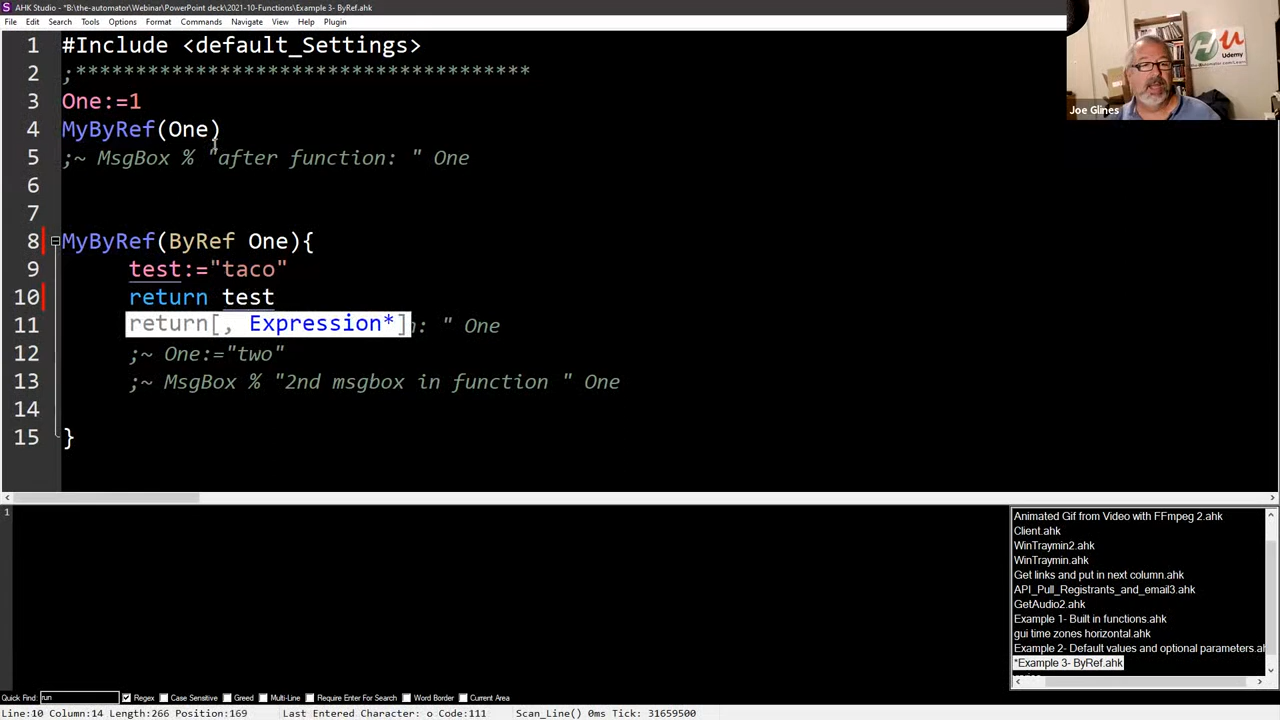 AHK Studio - *B:\the-automator\Webinar\PowerPoint deck\2021-10-Functions\Example 3- ByRef.ahk
File Edit Search Tools Options Format Commands Navigate View Help Plugin
1 #Include <default_Settings>
2 ;**************************************
3 One:=1
4 MyByRef(One)
5 ;~ MsgBox % "after function: " One
6
7
8 MyByRef(ByRef One){
9 test:="taco"
10 return test
return[, Expression*]
11 : " One
12 ;~ One:="two"
13 ;~ MsgBox % "2nd msgbox in function " One
14
15 }
Joe Glines
Udemy
1
Animated Gif from Video with FFmpeg 2.ahk
Client.ahk
WinTraymin2.ahk
WinTraymin.ahk
Get links and put in next column.ahk
API_Pull_Registrants_and_email3.ahk
GetAudio2.ahk
Example 1- Built in functions.ahk
gui time zones horizontal.ahk
Example 2- Default values and optional parameters.ah
*Example 3- ByRef.ahk
Quick Find: run Regex Case Sensitive Greed Multi-Line Require Enter For Search Word Border Current Area
Line:10 Column:14 Length:266 Position:169 Last Entered Character: o Code:111 Scan_Line() 0ms Tick: 31659500